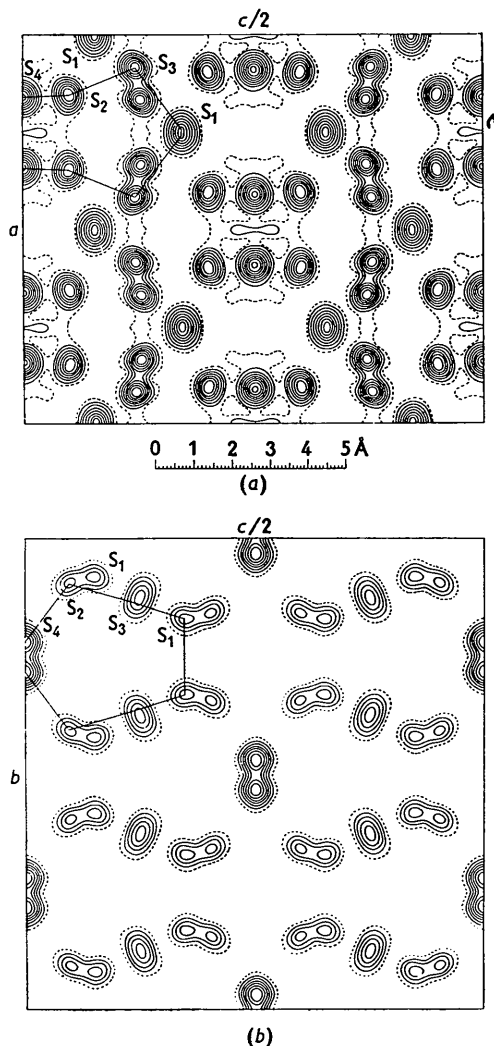 c/2
S₄ S₁ S₃
S₂ S₁
a
0 1 2 3 4 5 Å
(a)
c/2
S₁
S₂
S₃
S₄ S₁
b
(b)